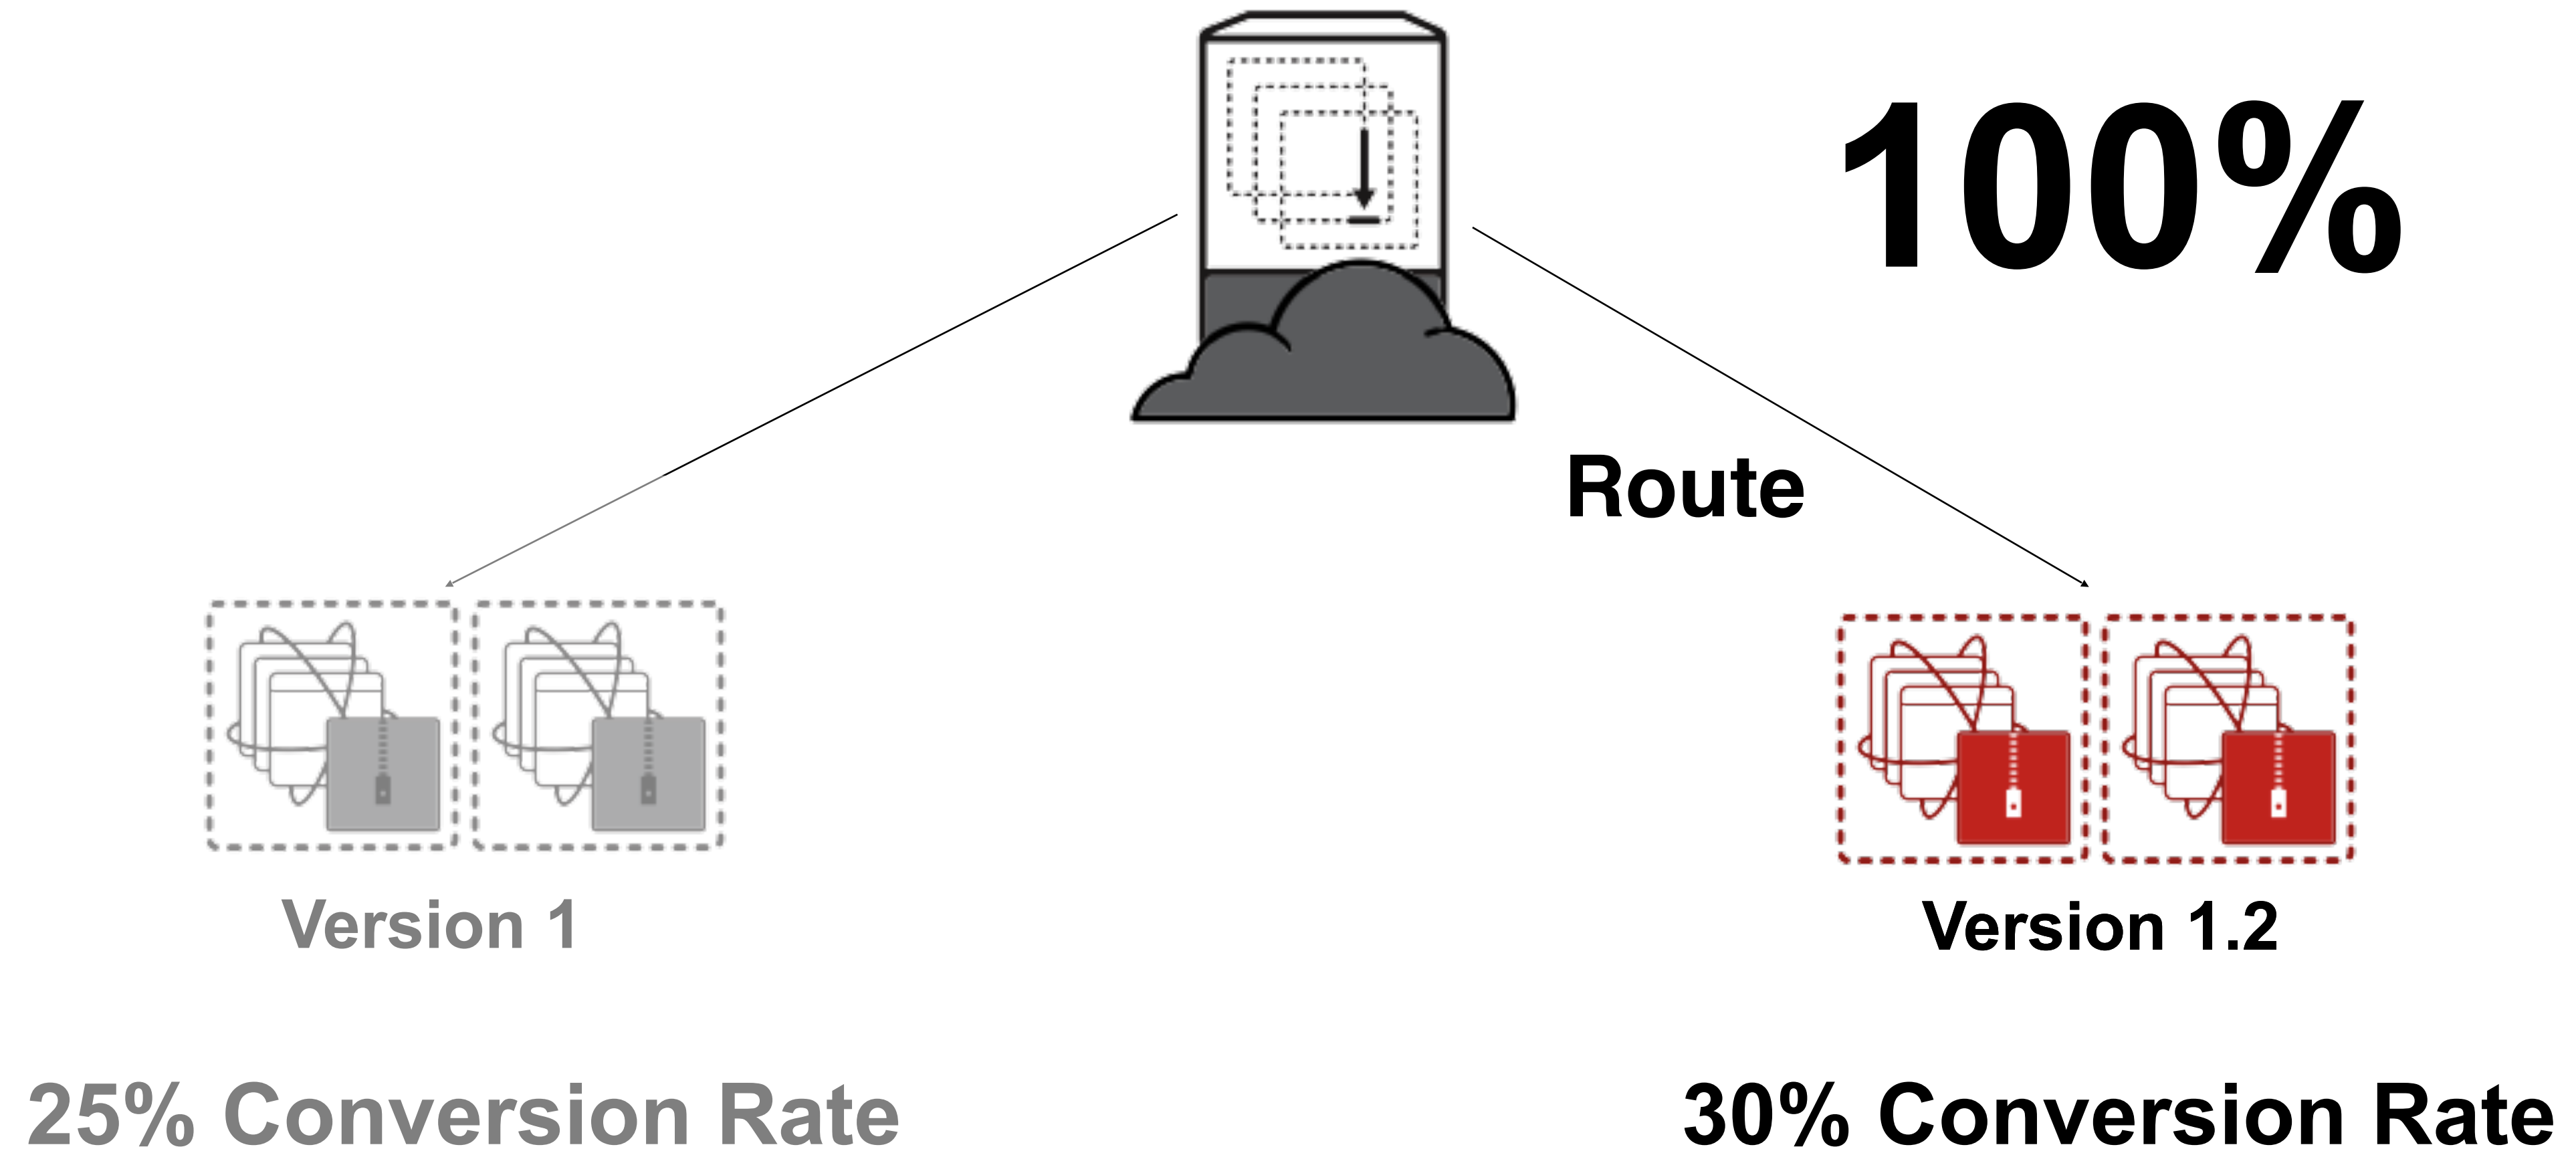 100%
Route
Version 1
Version 1.2
25% Conversion Rate
30% Conversion Rate